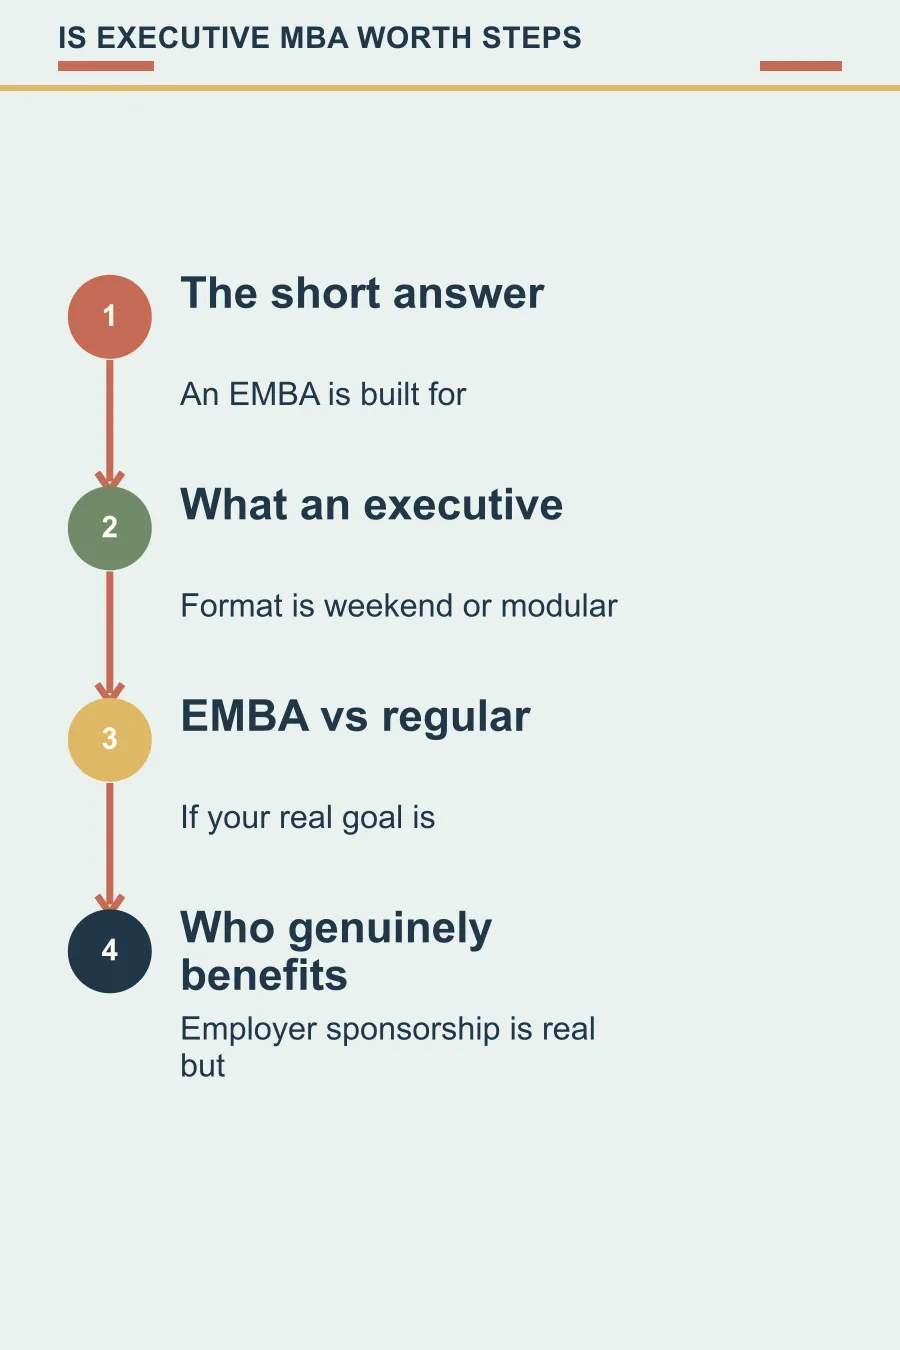 IS EXECUTIVE MBA WORTH STEPS
1
The short answer
An EMBA is built for
2
What an executive
Format is weekend or modular
3
EMBA vs regular
If your real goal is
4
Who genuinely
benefits
Employer sponsorship is real
but